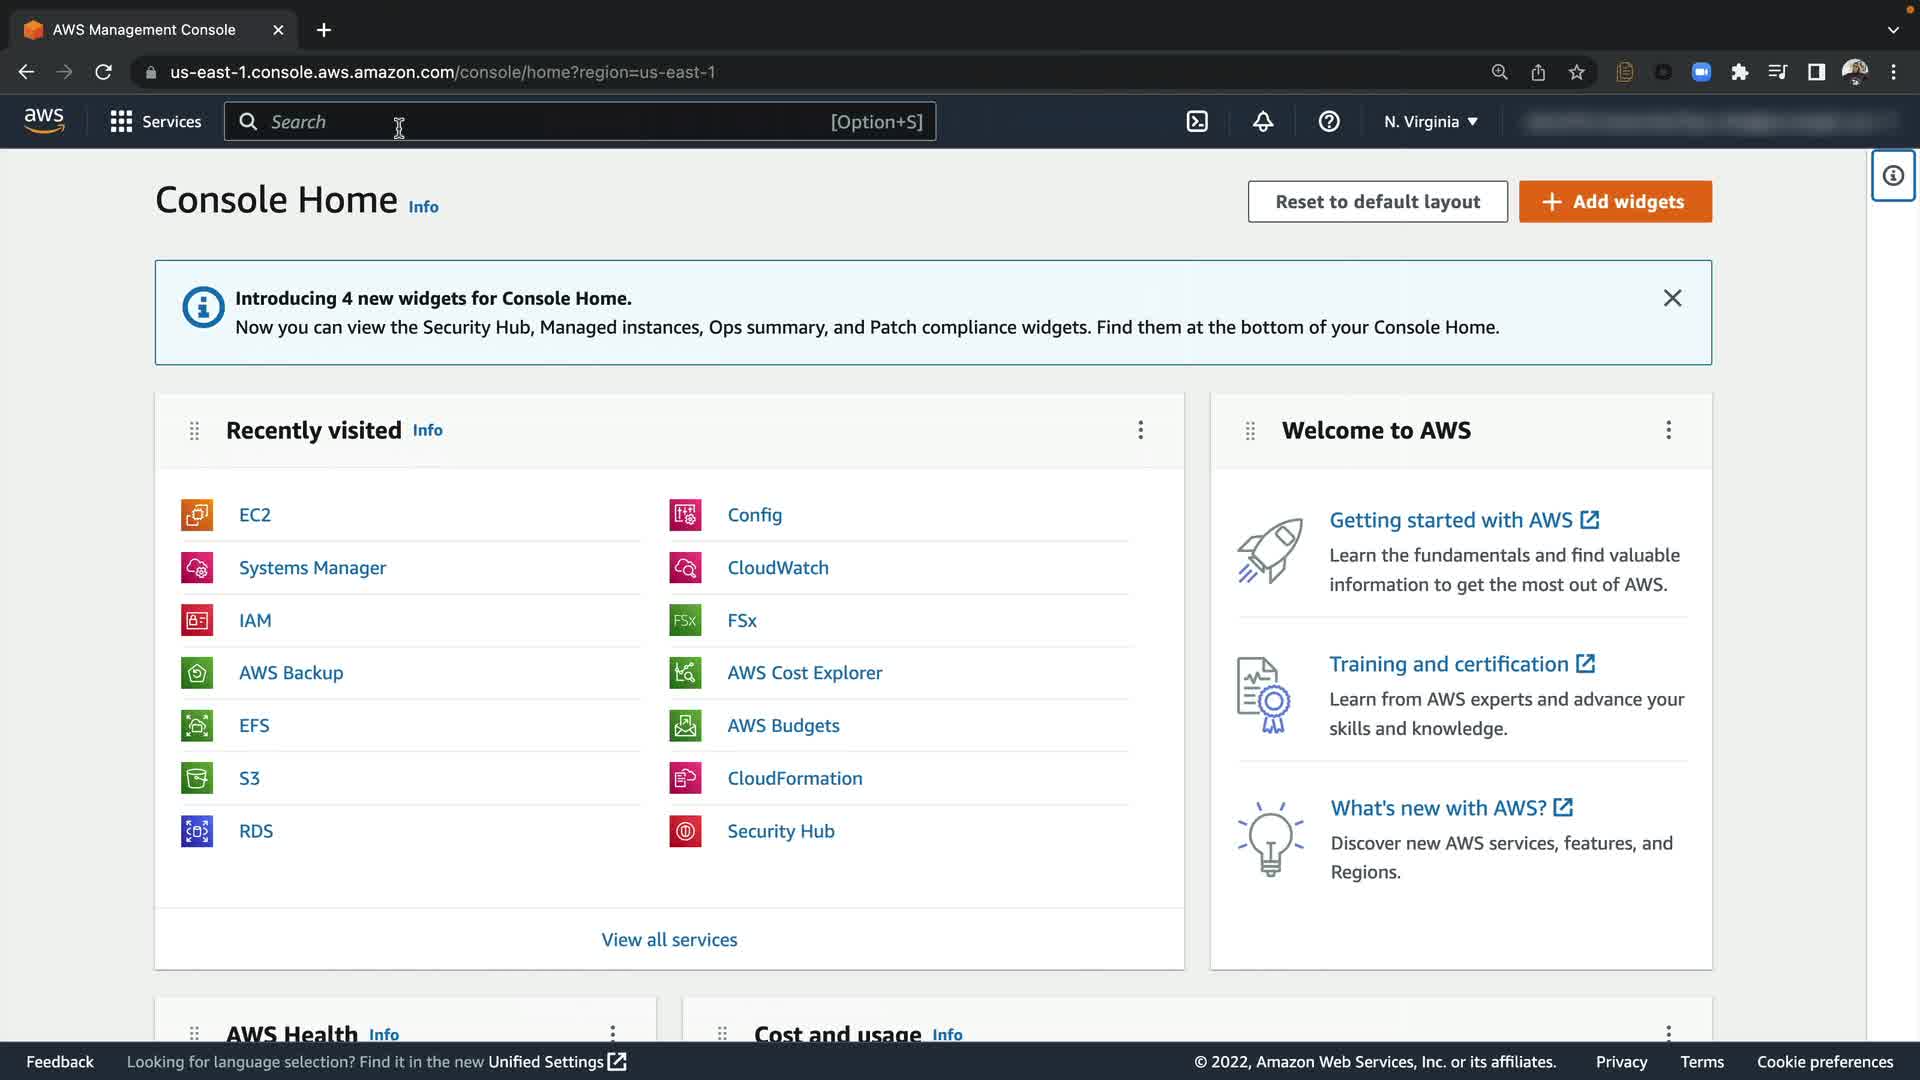 AWS Management Console
us-east-1.console.aws.amazon.com/console/home?region=us-east-1
aws
Services
Search
[Option+S]
N. Virginia
Console Home Info
Reset to default layout
Add widgets
Introducing 4 new widgets for Console Home.
Now you can view the Security Hub, Managed instances, Ops summary, and Patch compliance widgets. Find them at the bottom of your Console Home.
Recently visited Info
EC2
Systems Manager
IAM
AWS Backup
EFS
S3
RDS
Config
CloudWatch
FSx
FSx
AWS Cost Explorer
AWS Budgets
CloudFormation
Security Hub
View all services
Welcome to AWS
Getting started with AWS
Learn the fundamentals and find valuable
information to get the most out of AWS.
Training and certification
Learn from AWS experts and advance your
skills and knowledge.
What's new with AWS?
Discover new AWS services, features, and
Regions.
AWS Health Info
Cost and usage Info
Feedback
Looking for language selection? Find it in the new Unified Settings
© 2022, Amazon Web Services, Inc. or its affiliates.
Privacy
Terms
Cookie preferences